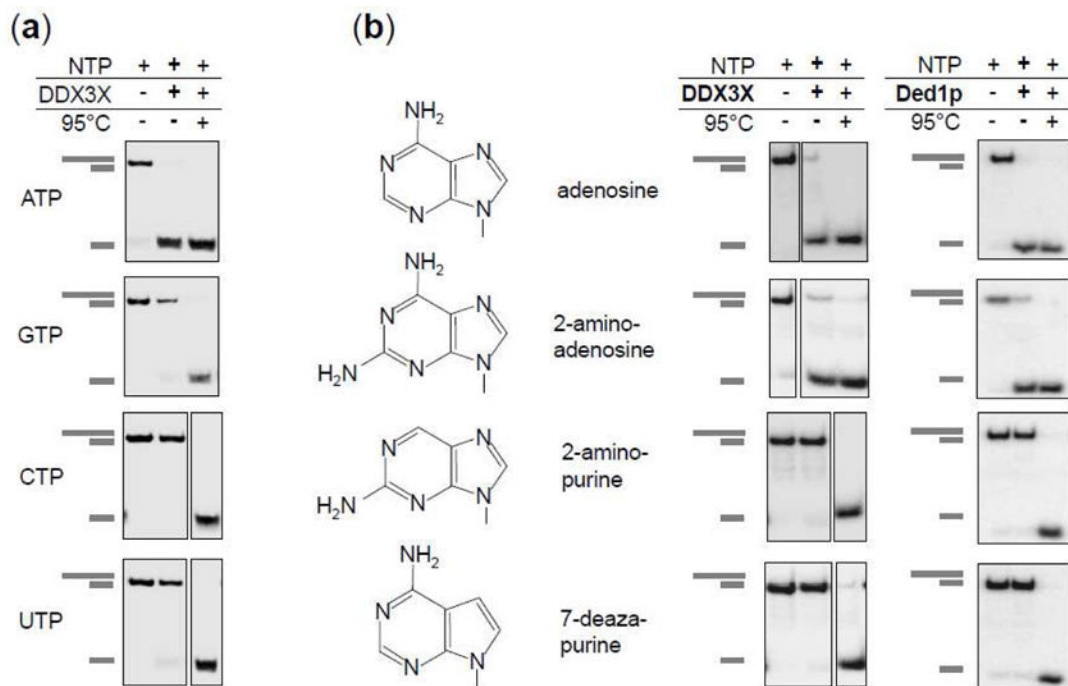 (a)
NTP + + +
DDX3X - + +
95°C - - +
ATP
GTP
CTP
UTP
(b)
NH₂
N
N
N
N
adenosine
NH₂
N
N
N
N
H₂N
2-amino-
adenosine
N
N
N
N
H₂N
2-amino-
purine
NH₂
N
N
N
7-deaza-
purine
NTP + + +
DDX3X - + +
95°C - - +
NTP + + +
Ded1p - + +
95°C - - +